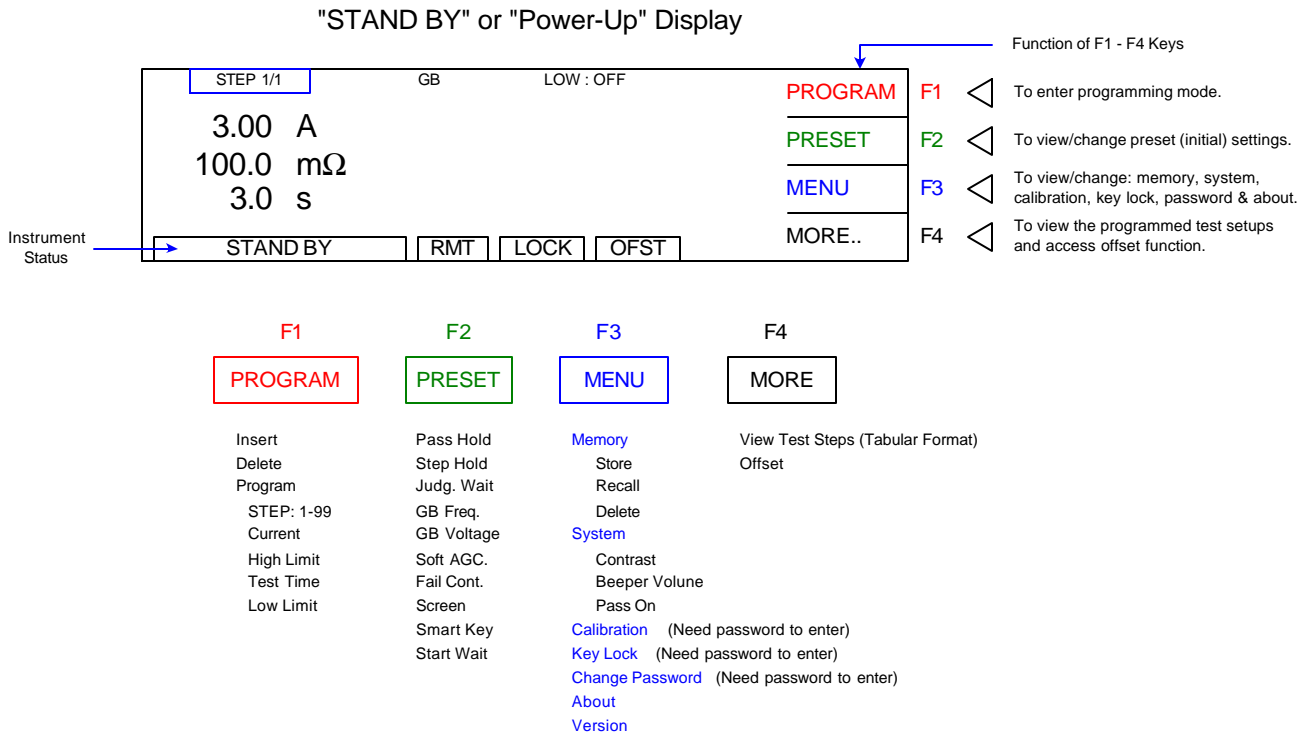 "STAND BY" or "Power-Up" Display
Function of F1 - F4 Keys
STEP 1/1 GB LOW : OFF
3.00 A
100.0 mΩ
3.0 s
PROGRAM F1 To enter programming mode.
PRESET F2 To view/change preset (initial) settings.
MENU F3 To view/change: memory, system,
calibration, key lock, password & about.
MORE.. F4 To view the programmed test setups
and access offset function.
Instrument
Status
STAND BY RMT LOCK OFST
F1 F2 F3 F4
PROGRAM PRESET MENU MORE
Insert
Delete
Program
STEP: 1-99
Current
High Limit
Test Time
Low Limit
Pass Hold
Step Hold
Judg. Wait
GB Freq.
GB Voltage
Soft AGC.
Fail Cont.
Screen
Smart Key
Start Wait
Memory
Store
Recall
Delete
System
Contrast
Beeper Volune
Pass On
Calibration (Need password to enter)
Key Lock (Need password to enter)
Change Password (Need password to enter)
About
Version
View Test Steps (Tabular Format)
Offset